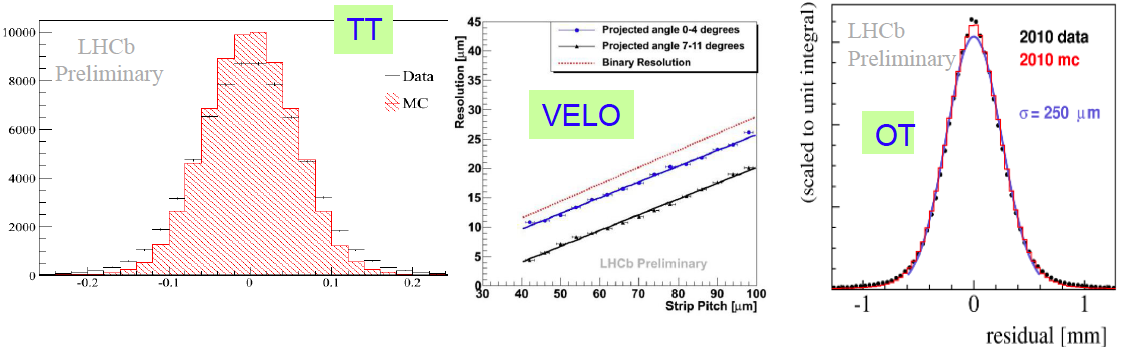 TT
LHCb
Preliminary
Data
MC
10000
8000
6000
4000
2000
0
-0.2
-0.1
0
0.1
0.2
VELO
Projected angle 0-4 degrees
Projected angle 7-11 degrees
Binary Resolution
Resolution [µm]
45
40
35
30
25
20
15
10
5
0
LHCb Preliminary
30
40
50
60
70
80
90
100
Strip Pitch [µm]
OT
LHCb
Preliminary
2010 data
2010 mc
σ = 250 µm
(scaled to unit integral)
-1
0
1
residual [mm]